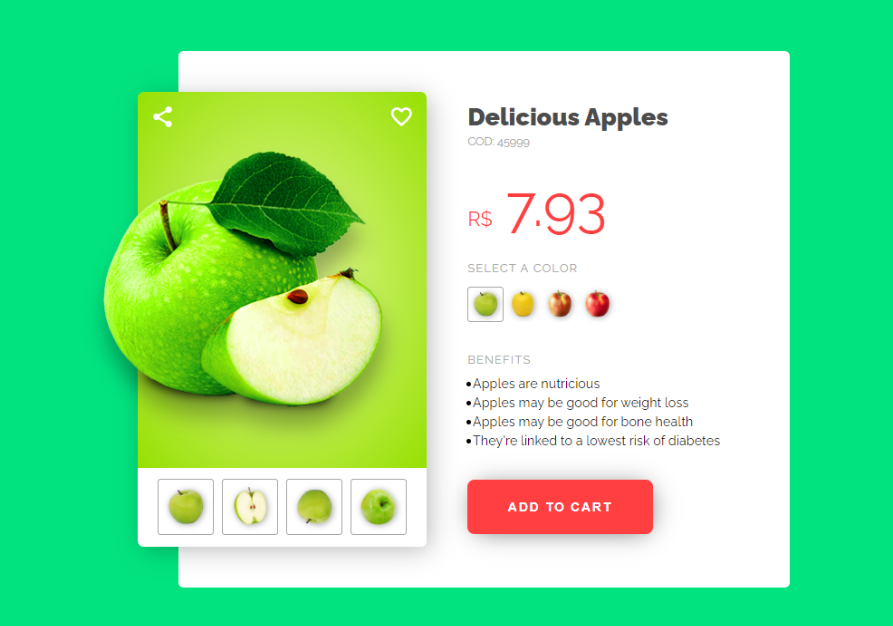 Delicious Apples
COD: 45999
R$ 7.93
SELECT A COLOR
BENEFITS
•Apples are nutricious
•Apples may be good for weight loss
•Apples may be good for bone health
•They're linked to a lowest risk of diabetes
ADD TO CART